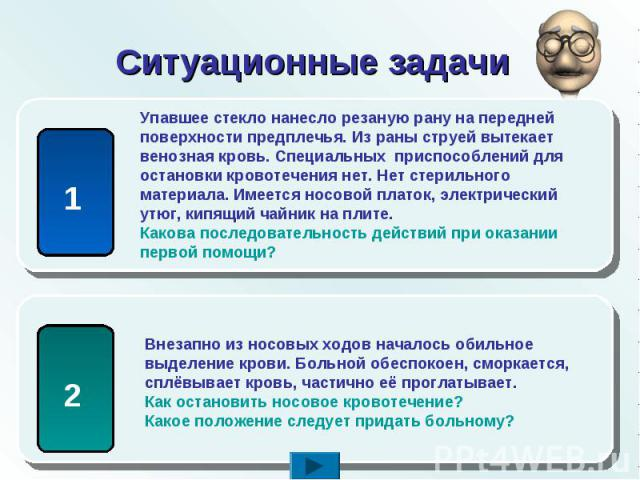 Ситуационные задачи
1
Упавшее стекло нанесло резаную рану на передней
поверхности предплечья. Из раны струей вытекает
венозная кровь. Специальных приспособлений для
остановки кровотечения нет. Нет стерильного
материала. Имеется носовой платок, электрический
утюг, кипящий чайник на плите.
Какова последовательность действий при оказании
первой помощи?
2
Внезапно из носовых ходов началось обильное
выделение крови. Больной обеспокоен, сморкается,
сплёвывает кровь, частично её проглатывает.
Как остановить носовое кровотечение?
Какое положение следует придать больному?
PPt4WEB.ru